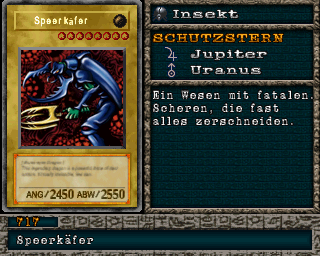 Speerkäfer
ANG/2450 ABW/2550
Insekt
SCHUTZSTERN
Jupiter
Uranus
Ein Wesen mit fatalen.
Scheren, die fast
alles zerschneiden.
717
Speerkäfer